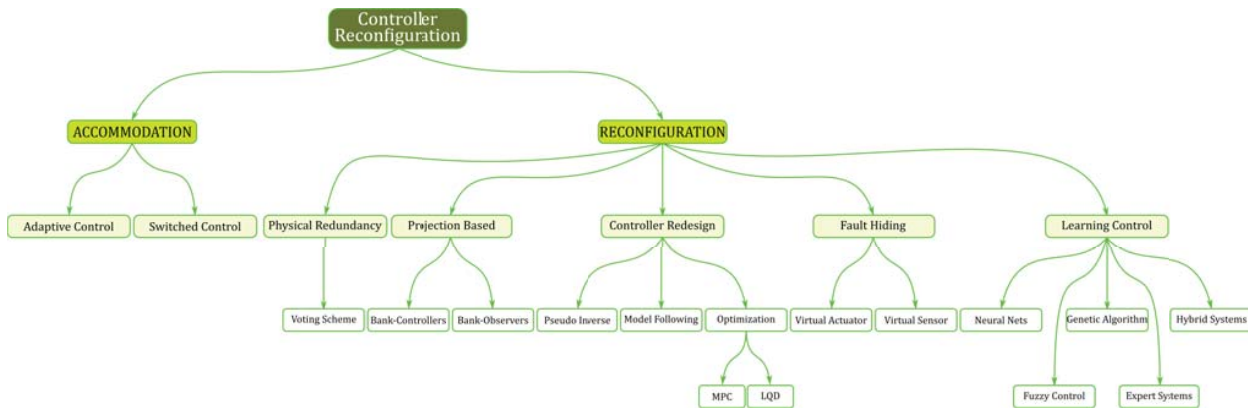 Controller
Reconfiguration
ACCOMMODATION
RECONFIGURATION
Adaptive Control
Switched Control
Physical Redundancy
Projection Based
Controller Redesign
Fault Hiding
Learning Control
Voting Scheme
Bank-Controllers
Bank-Observers
Pseudo Inverse
Model Following
Optimization
Virtual Actuator
Virtual Sensor
Neural Nets
Genetic Algorithm
Hybrid Systems
MPC
LQD
Fuzzy Control
Expert Systems